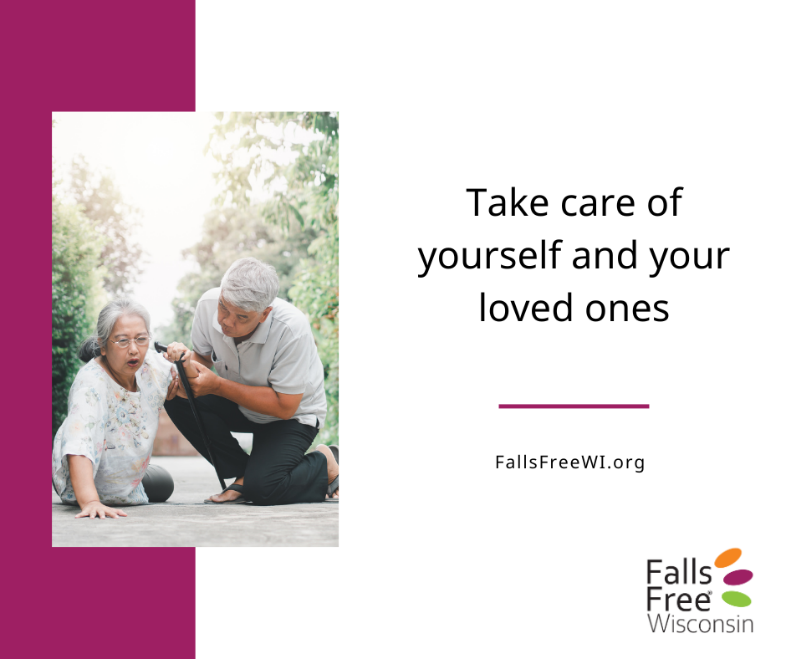 Take care of
yourself and your
loved ones
FallsFreeWI.org
Falls
Free®
Wisconsin